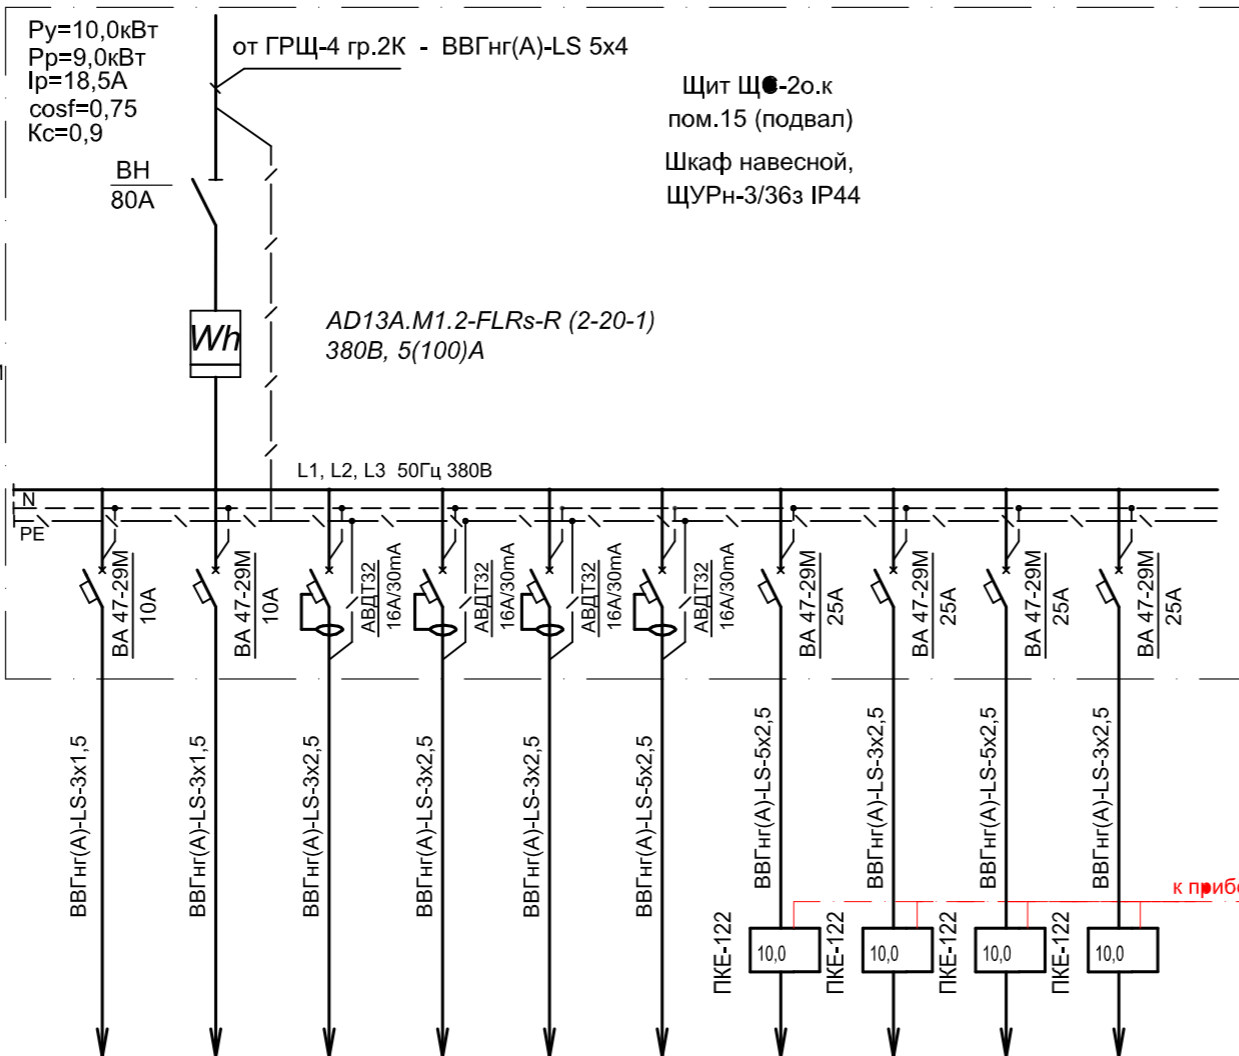 Pу=10,0кВт
Pр=9,0кВт
Iр=18,5А
cosf=0,75
Кс=0,9
от ГРЩ-4 гр.2К - ВВГнг(А)-LS 5х4
пом.15 (подвал)
Щит
Шкаф навесной,
ЩУРн-3/36з IP44
ВН
80А
Wh
AD13A.M1.2-FLRs-R (2-20-1)
380В, 5(100)А
L1, L2, L3 50Гц 380В
N
PE
ВА 47-29М
10А
ВА 47-29М
10А
АВДТ32
16А/30mA
АВДТ32
16А/30mA
АВДТ32
16А/30mA
АВДТ32
16А/30mA
ВА 47-29М
25А
ВА 47-29М
25А
ВА 47-29М
25А
ВА 47-29М
25А
ВВГнг(А)-LS-3х1,5
ВВГнг(А)-LS-3х1,5
ВВГнг(А)-LS-3х2,5
ВВГнг(А)-LS-3х2,5
ВВГнг(А)-LS-3х2,5
ВВГнг(А)-LS-5х2,5
ВВГнг(А)-LS-5х2,5
ВВГнг(А)-LS-3х2,5
ВВГнг(А)-LS-5х2,5
ВВГнг(А)-LS-3х2,5
к
ПКЕ-122
10,0
ПКЕ-122
10,0
ПКЕ-122
10,0
ПКЕ-122
10,0